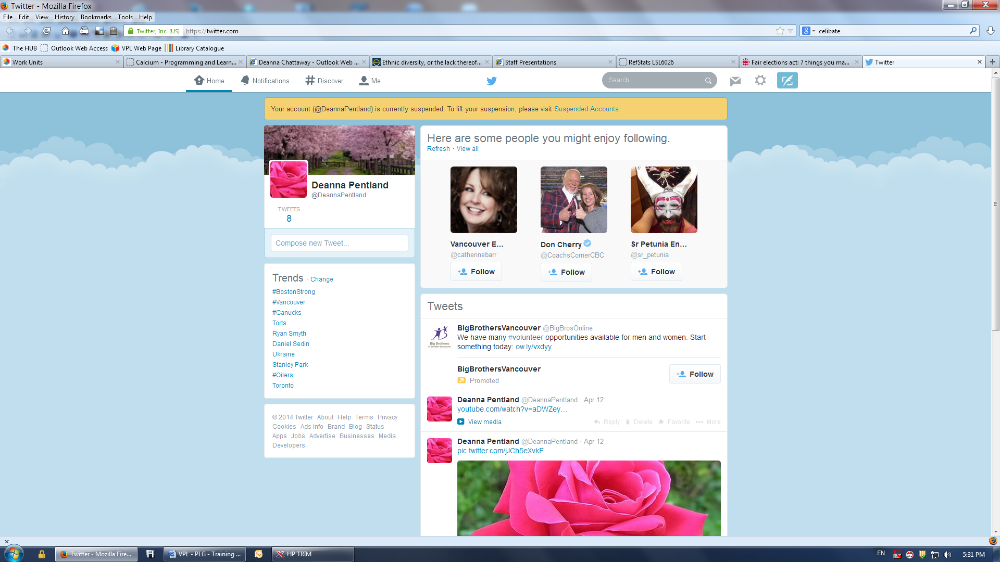 Twitter - Mozilla Firefox
File Edit View History Bookmarks Tools Help
Twitter, Inc. (US) https://twitter.com
celibate
The HUB Outlook Web Access VPL Web Page Library Catalogue
Work Units
Calcium - Programming and Learn...
Deanna Chattaway - Outlook Web ...
Ethnic diversity, or the lack thereof...
Staff Presentations
RefStats LSL6026
Fair elections act: 7 things you ma...
Twitter
Home Notifications Discover Me
Search
Your account (@DeannaPentland) is currently suspended. To lift your suspension, please visit Suspended Accounts.
Deanna Pentland
@DeannaPentland
TWEETS
8
Compose new Tweet...
Trends · Change
#BostonStrong
#Vancouver
#Canucks
Torts
Ryan Smyth
Daniel Sedin
Ukraine
Stanley Park
#Oilers
Toronto
© 2014 Twitter About Help Terms Privacy
Cookies Ads info Brand Blog Status
Apps Jobs Advertise Businesses Media
Developers
Here are some people you might enjoy following.
Refresh · View all
Vancouver E...
@catherinebarr
Follow
Don Cherry
@CoachsCornerCBC
Follow
Sr Petunia En...
@sr_petunia
Follow
Tweets
BigBrothersVancouver @BigBrosOnline
We have many #volunteer opportunities available for men and women. Start
something today: ow.ly/vxdyy
Big Brothers
of Greater Vancouver
BigBrothersVancouver
Promoted
Follow
Deanna Pentland @DeannaPentland · Apr 12
youtube.com/watch?v=aDWZey...
View media
Reply Delete Favorite More
Deanna Pentland @DeannaPentland · Apr 12
pic.twitter.com/jJCh5eXvkF
Twitter - Mozilla Fire...
VPL - PLG - Training ...
HP TRIM
EN
5:31 PM